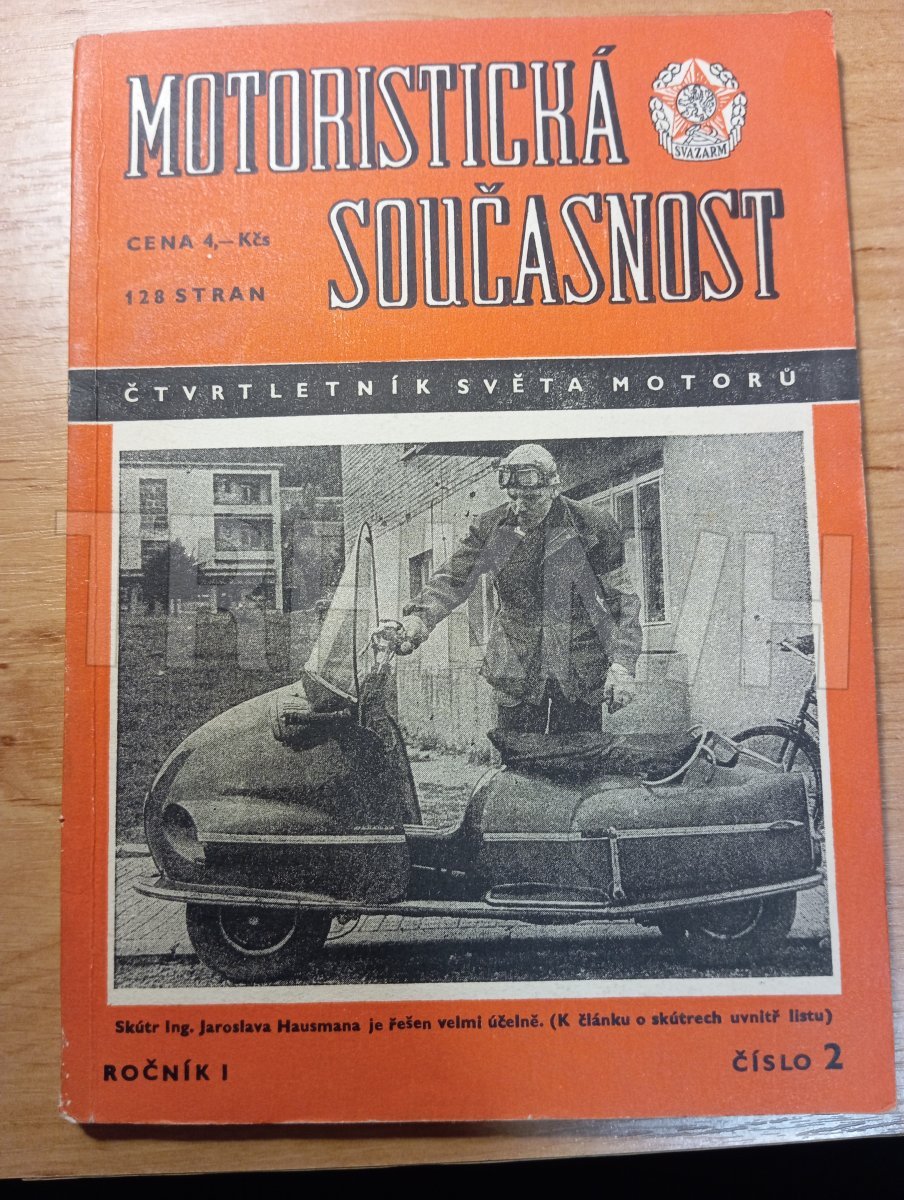 MOTORISTICKÁ
SVAZARM
SOUČASNOST
CENA 4,— Kčs
128 STRAN
ČTVRTLETNÍK SVĚTA MOTORŮ
Skútr Ing. Jaroslava Hausmana je řešen velmi účelně. (K článku o skútrech uvnitř listu)
ROČNÍK I
ČÍSLO 2